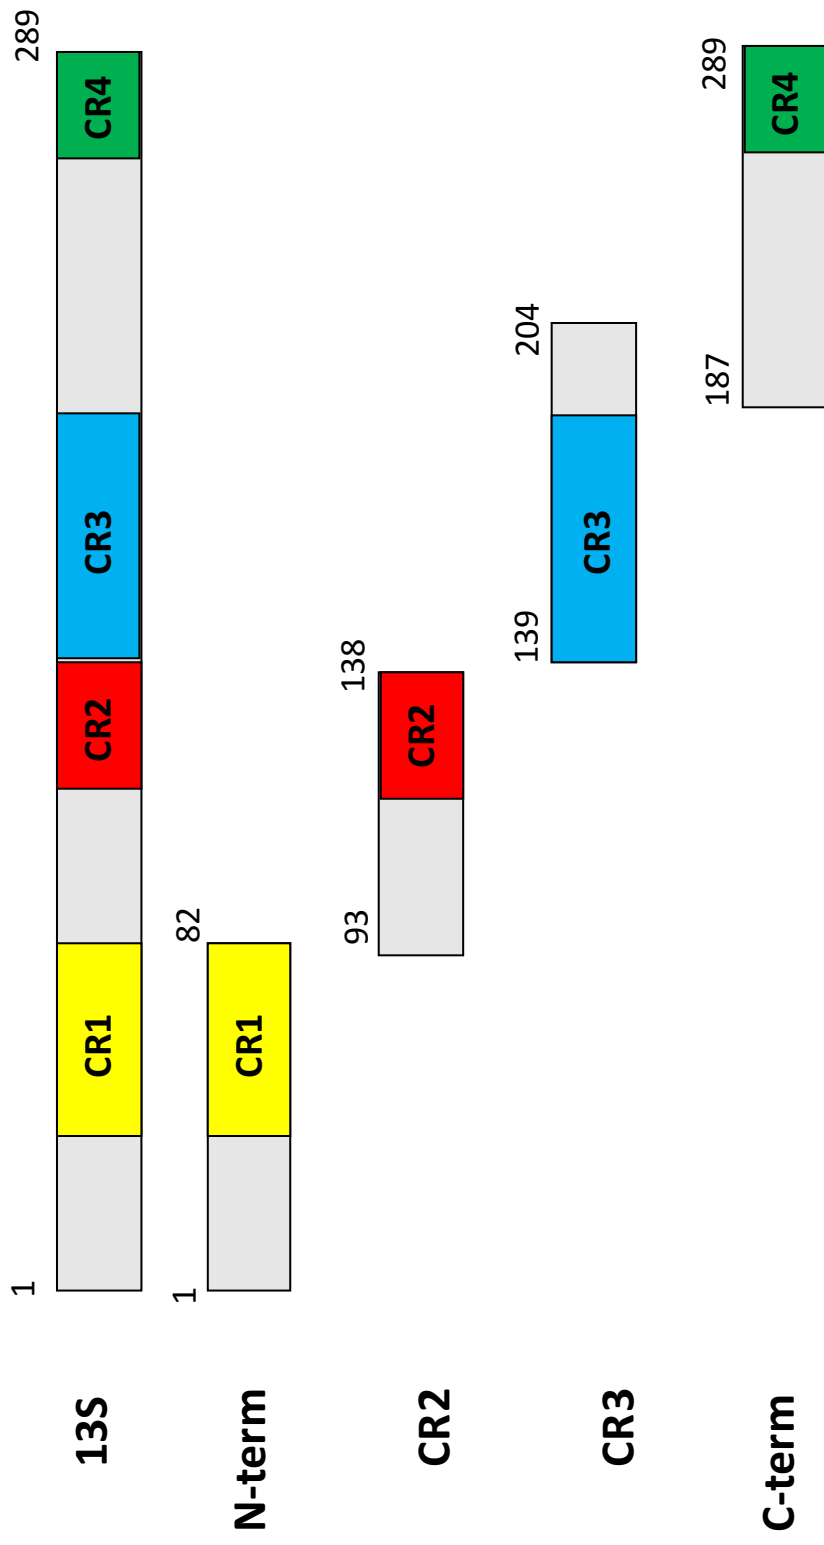 1
289
13S
CR1
CR2
CR3
CR4
1
82
N-term
CR1
93
138
CR2
CR2
139
204
CR3
CR3
187
289
C-term
CR4